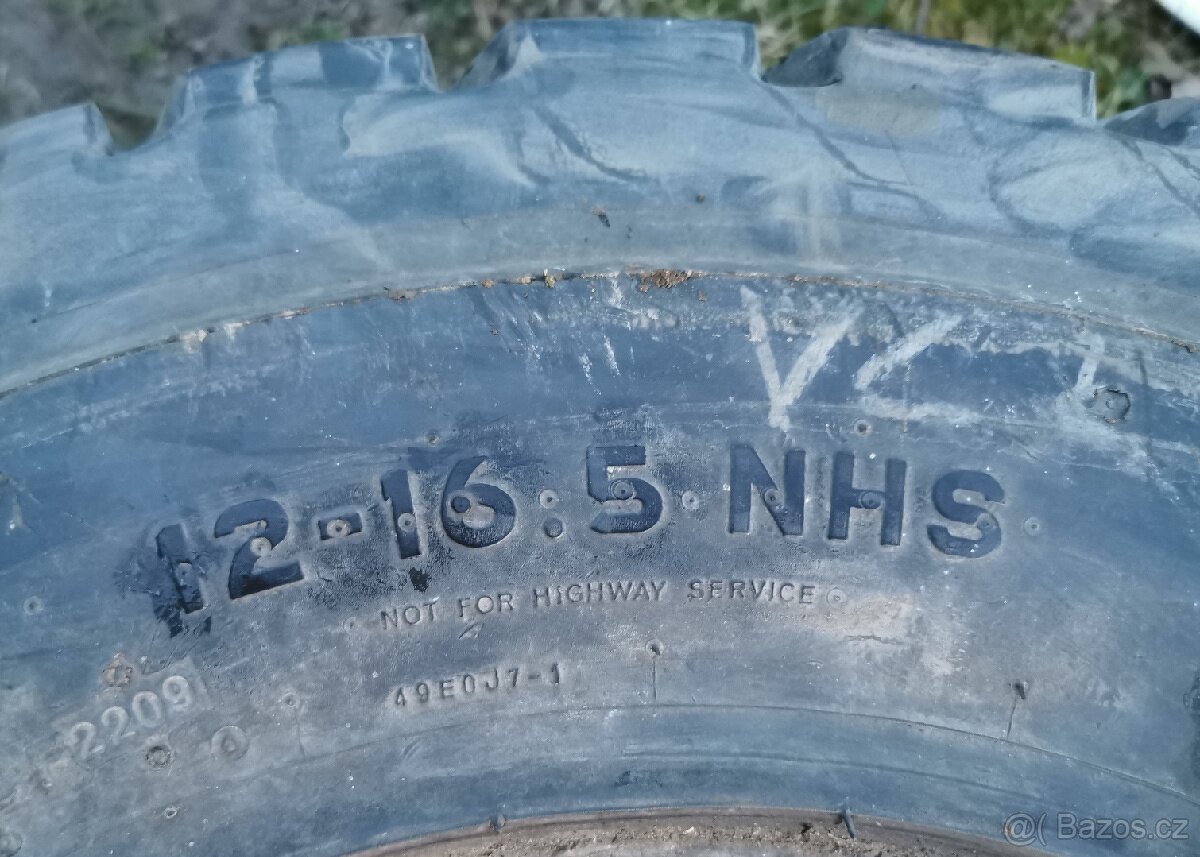 12-16.5 NHS
NOT FOR HIGHWAY SERVICE
49E0J7-1
2209
Bazos.cz